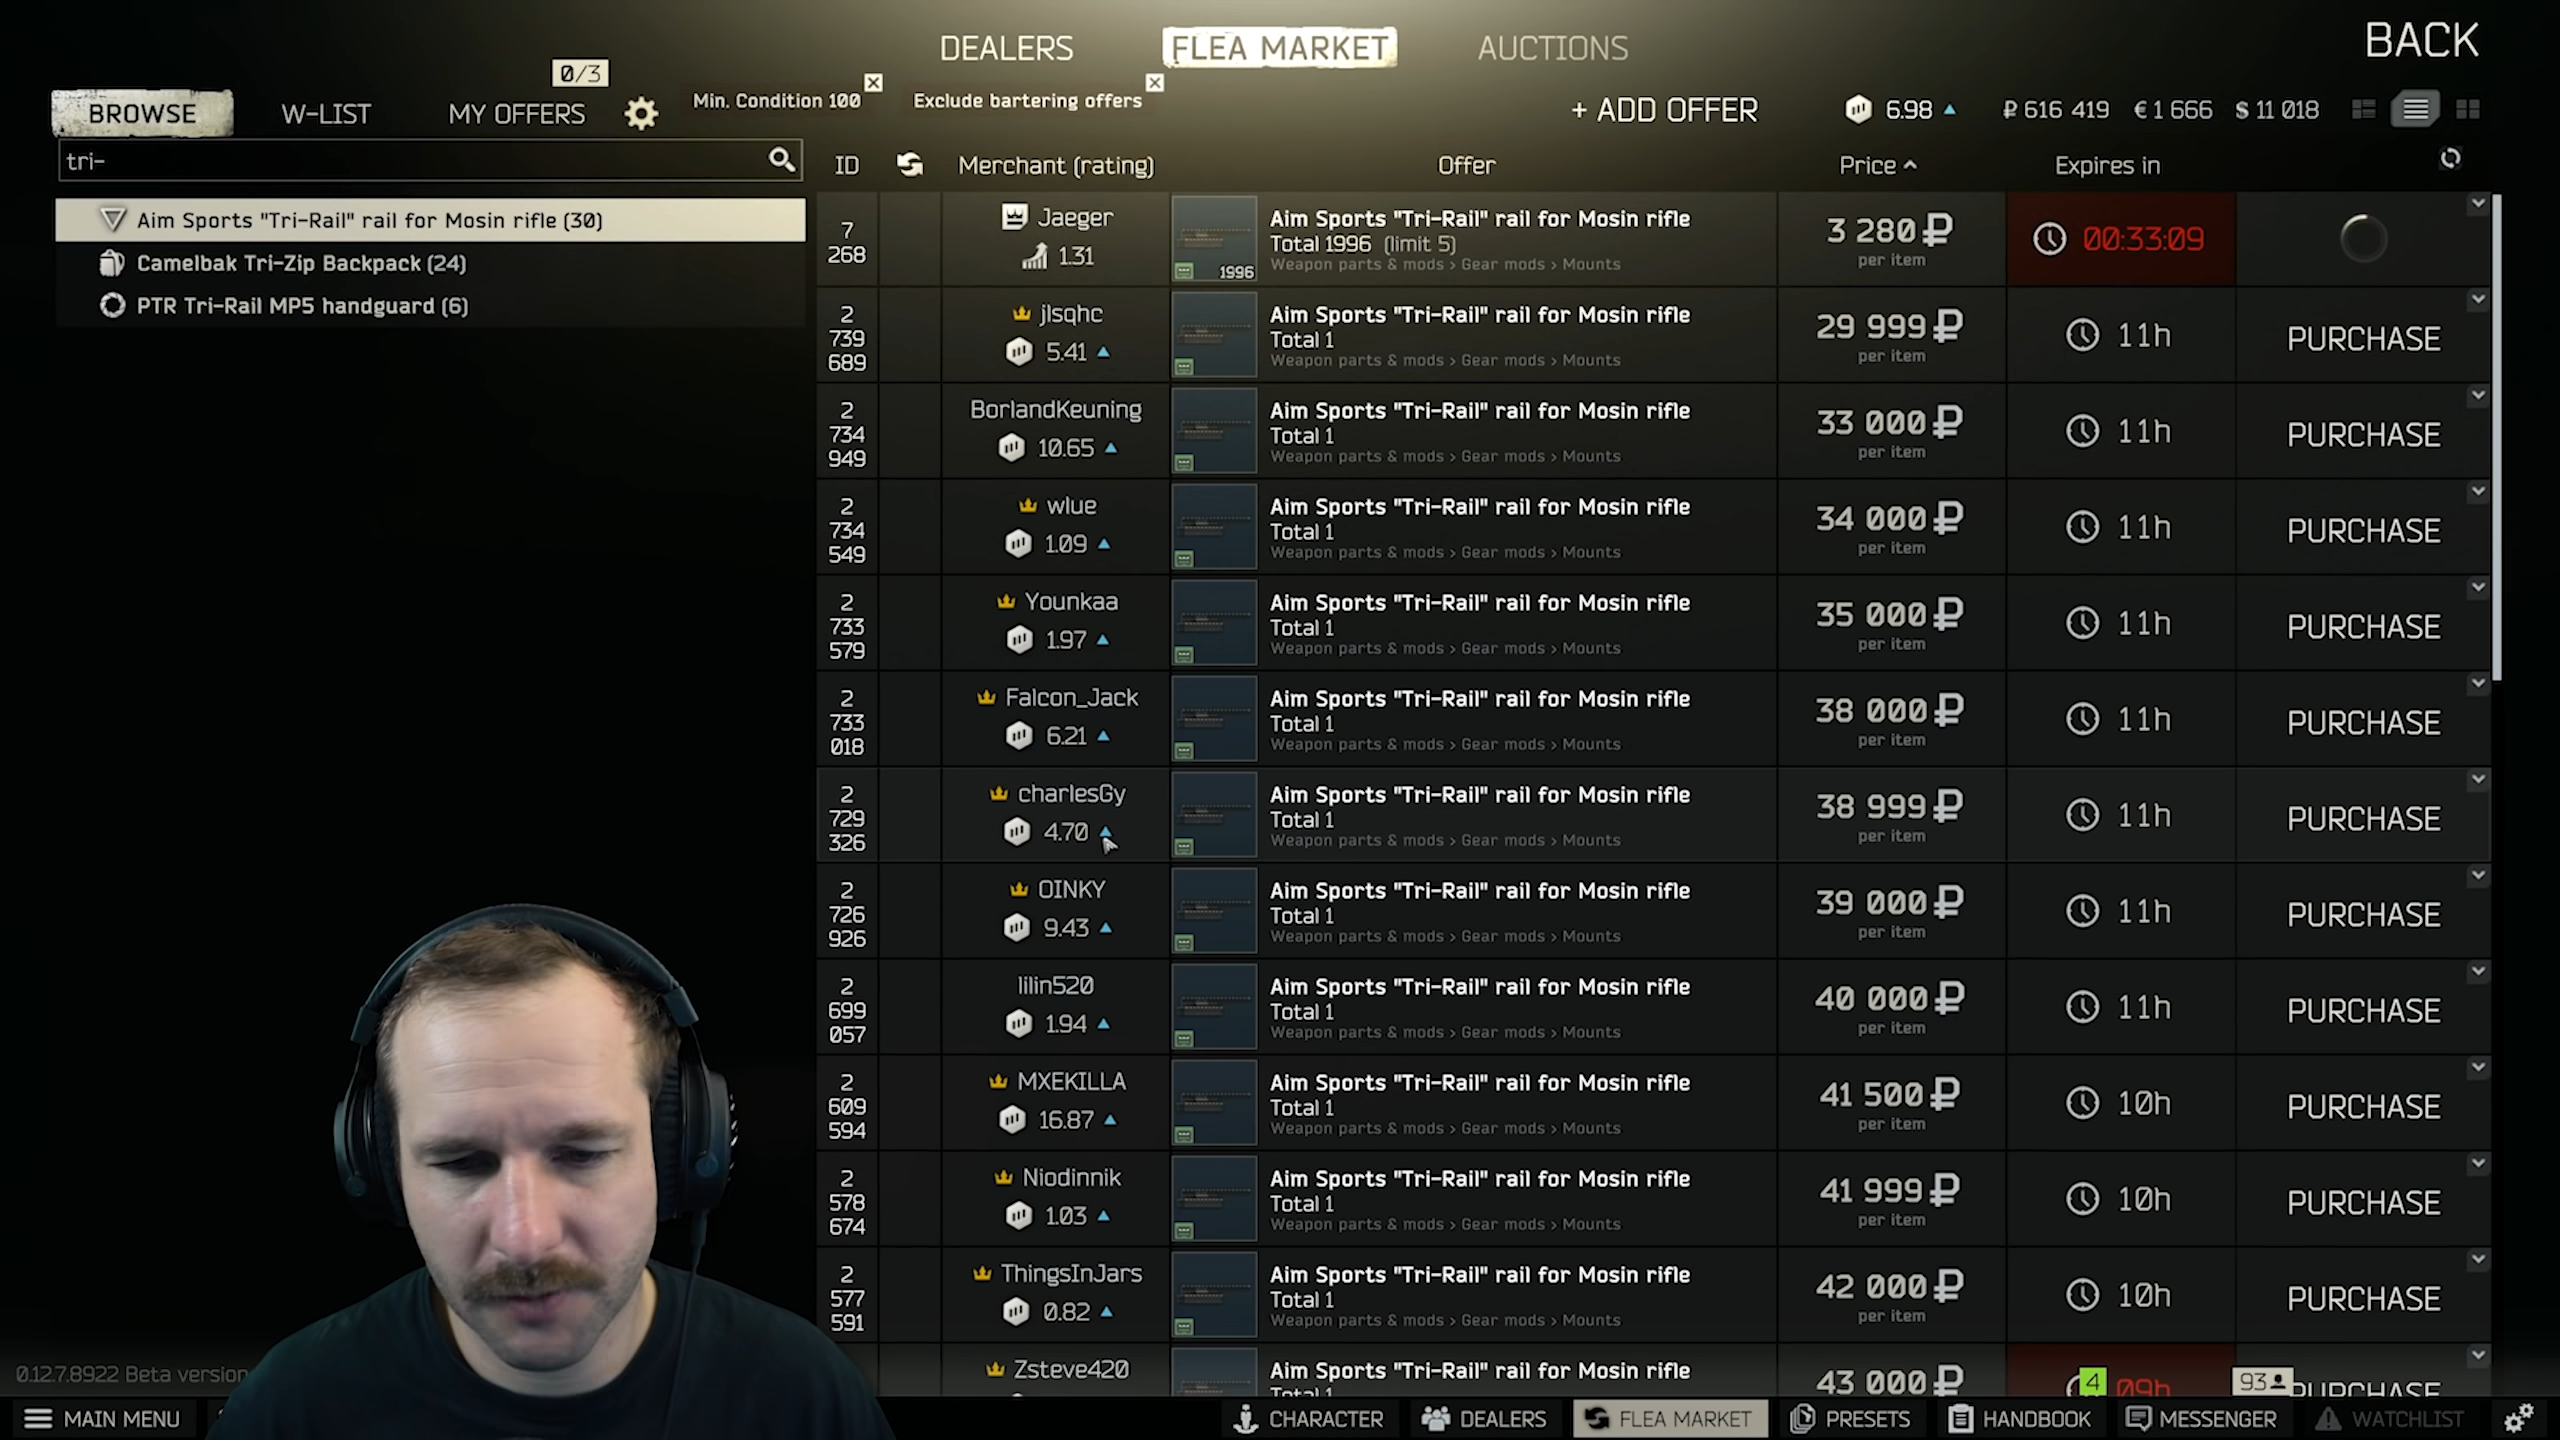 DEALERS
FLEA MARKET
AUCTIONS
BACK
BROWSE
W-LIST
MY OFFERS
0/3
Min. Condition 100
Exclude bartering offers
+ ADD OFFER
6.98
₽ 616 419
€ 1 666
$ 11 018
tri-
Aim Sports "Tri-Rail" rail for Mosin rifle (30)
Camelbak Tri-Zip Backpack (24)
PTR Tri-Rail MP5 handguard (6)
ID
Merchant (rating)
Offer
Price
Expires in
7
268
Jaeger
1.31
1996
Aim Sports "Tri-Rail" rail for Mosin rifle
Total 1996 (limit 5)
Weapon parts & mods > Gear mods > Mounts
3 280 ₽
per item
00:33:09
2
739
689
jlsqhc
5.41
Aim Sports "Tri-Rail" rail for Mosin rifle
Total 1
Weapon parts & mods > Gear mods > Mounts
29 999 ₽
per item
11h
PURCHASE
2
734
949
BorlandKeuning
10.65
Aim Sports "Tri-Rail" rail for Mosin rifle
Total 1
Weapon parts & mods > Gear mods > Mounts
33 000 ₽
per item
11h
PURCHASE
2
734
549
wlue
1.09
Aim Sports "Tri-Rail" rail for Mosin rifle
Total 1
Weapon parts & mods > Gear mods > Mounts
34 000 ₽
per item
11h
PURCHASE
2
733
579
Younkaa
1.97
Aim Sports "Tri-Rail" rail for Mosin rifle
Total 1
Weapon parts & mods > Gear mods > Mounts
35 000 ₽
per item
11h
PURCHASE
2
733
018
Falcon_Jack
6.21
Aim Sports "Tri-Rail" rail for Mosin rifle
Total 1
Weapon parts & mods > Gear mods > Mounts
38 000 ₽
per item
11h
PURCHASE
2
729
326
charlesGy
4.70
Aim Sports "Tri-Rail" rail for Mosin rifle
Total 1
Weapon parts & mods > Gear mods > Mounts
38 999 ₽
per item
11h
PURCHASE
2
726
926
OINKY
9.43
Aim Sports "Tri-Rail" rail for Mosin rifle
Total 1
Weapon parts & mods > Gear mods > Mounts
39 000 ₽
per item
11h
PURCHASE
2
699
057
lilin520
1.94
Aim Sports "Tri-Rail" rail for Mosin rifle
Total 1
Weapon parts & mods > Gear mods > Mounts
40 000 ₽
per item
11h
PURCHASE
2
609
594
MXEKILLA
16.87
Aim Sports "Tri-Rail" rail for Mosin rifle
Total 1
Weapon parts & mods > Gear mods > Mounts
41 500 ₽
per item
10h
PURCHASE
2
578
674
Niodinnik
1.03
Aim Sports "Tri-Rail" rail for Mosin rifle
Total 1
Weapon parts & mods > Gear mods > Mounts
41 999 ₽
per item
10h
PURCHASE
2
577
591
ThingsInJars
0.82
Aim Sports "Tri-Rail" rail for Mosin rifle
Total 1
Weapon parts & mods > Gear mods > Mounts
42 000 ₽
per item
10h
PURCHASE
Zsteve420
Aim Sports "Tri-Rail" rail for Mosin rifle
Total 1
43 000 ₽
09h
PURCHASE
4
93
0.12.7.8922 Beta version
MAIN MENU
CHARACTER
DEALERS
FLEA MARKET
PRESETS
HANDBOOK
MESSENGER
WATCHLIST